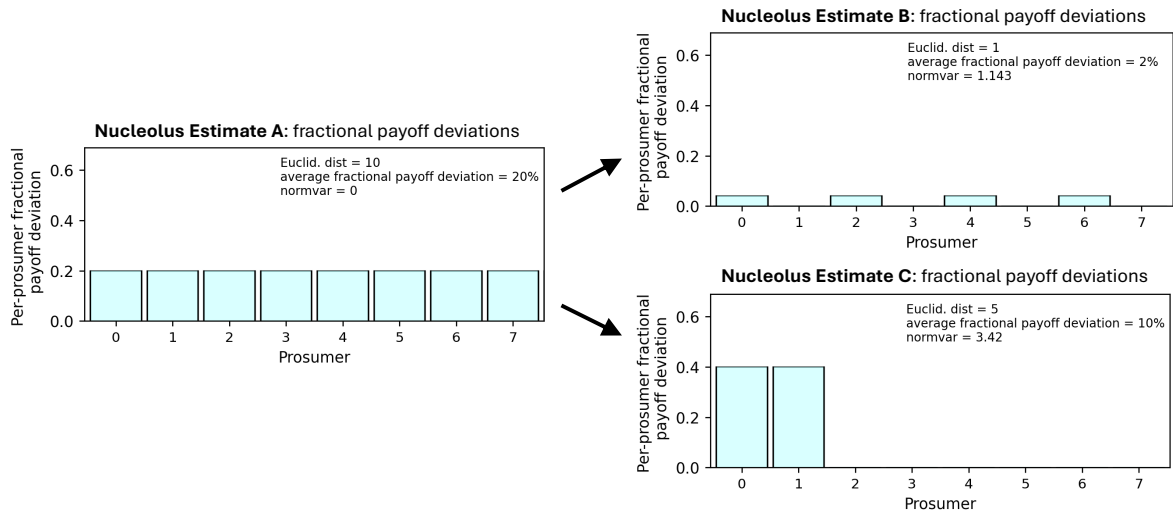 Nucleolus Estimate A: fractional payoff deviations
Per-prosumer fractional
payoff deviation
0.6
0.4
0.2
0.0
Euclid. dist = 10
average fractional payoff deviation = 20%
normvar = 0
0 1 2 3 4 5 6 7
Prosumer
Nucleolus Estimate B: fractional payoff deviations
Per-prosumer fractional
payoff deviation
0.6
0.4
0.2
0.0
Euclid. dist = 1
average fractional payoff deviation = 2%
normvar = 1.143
0 1 2 3 4 5 6 7
Prosumer
Nucleolus Estimate C: fractional payoff deviations
Per-prosumer fractional
payoff deviation
0.6
0.4
0.2
0.0
Euclid. dist = 5
average fractional payoff deviation = 10%
normvar = 3.42
0 1 2 3 4 5 6 7
Prosumer